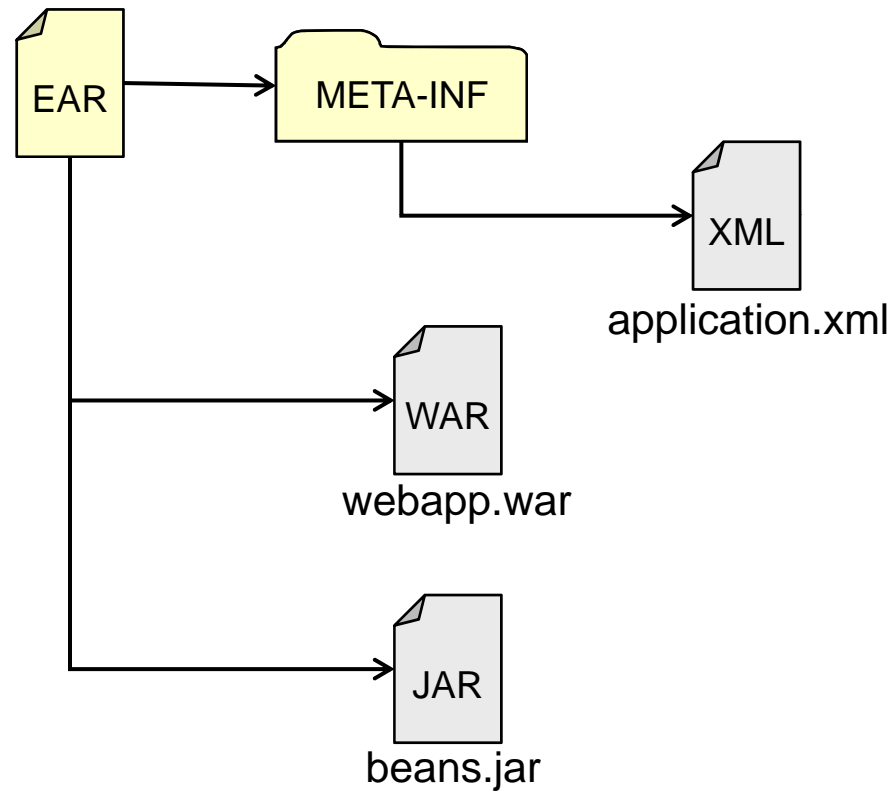 EAR
META-INF
XML
application.xml
WAR
webapp.war
JAR
beans.jar